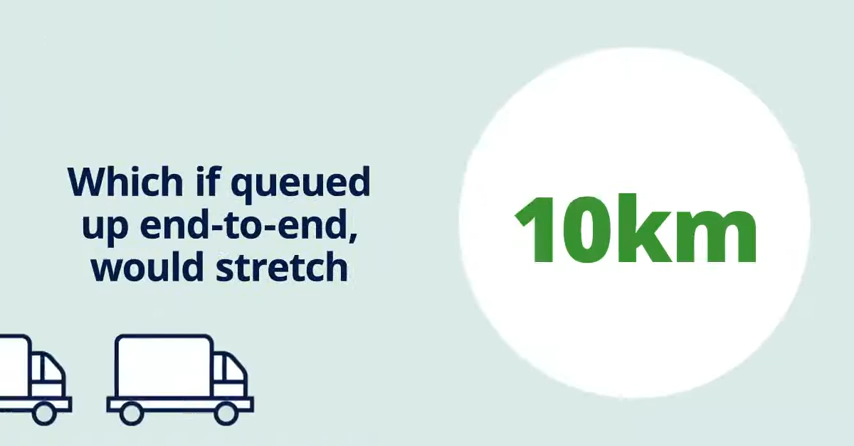 Which if queued
up end-to-end,
would stretch
10km